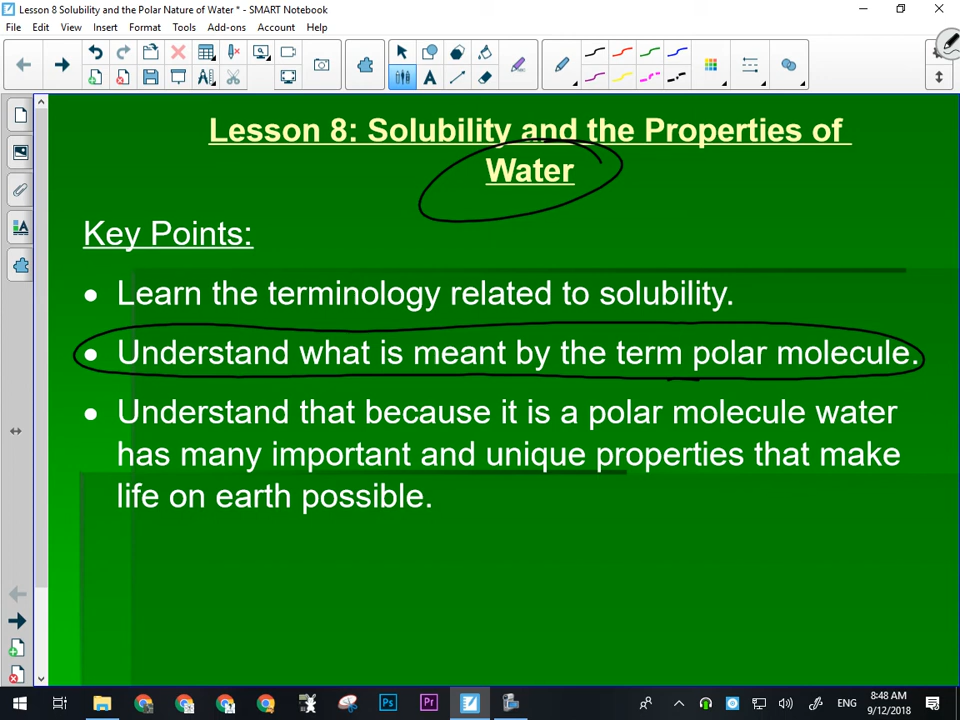 Lesson 8 Solubility and the Polar Nature of Water * - SMART Notebook
File Edit View Insert Format Tools Add-ons Account Help
Lesson 8: Solubility and the Properties of
Water
Key Points:
• Learn the terminology related to solubility.
• Understand what is meant by the term polar molecule.
• Understand that because it is a polar molecule water
has many important and unique properties that make
life on earth possible.
Ps Pr ENG
8:48 AM
9/12/2018